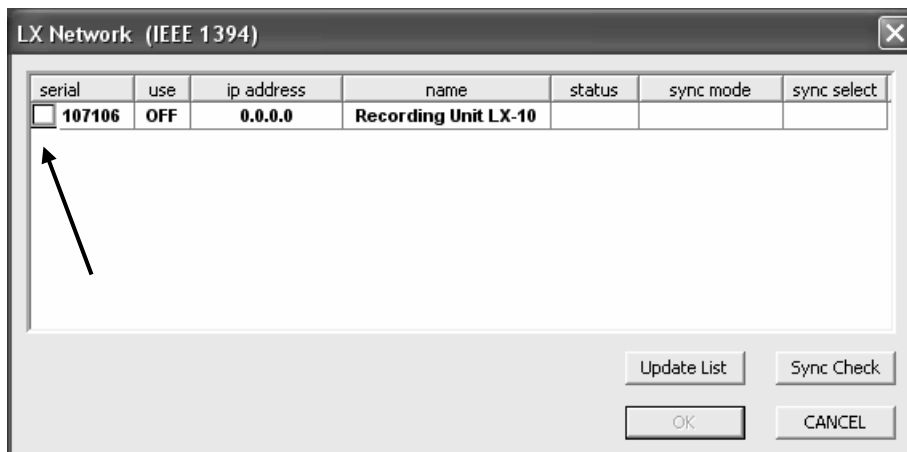 LX Network (IEEE 1394)
serial use ip address name status sync mode sync select
107106 OFF 0.0.0.0 Recording Unit LX-10
Update List Sync Check
OK CANCEL